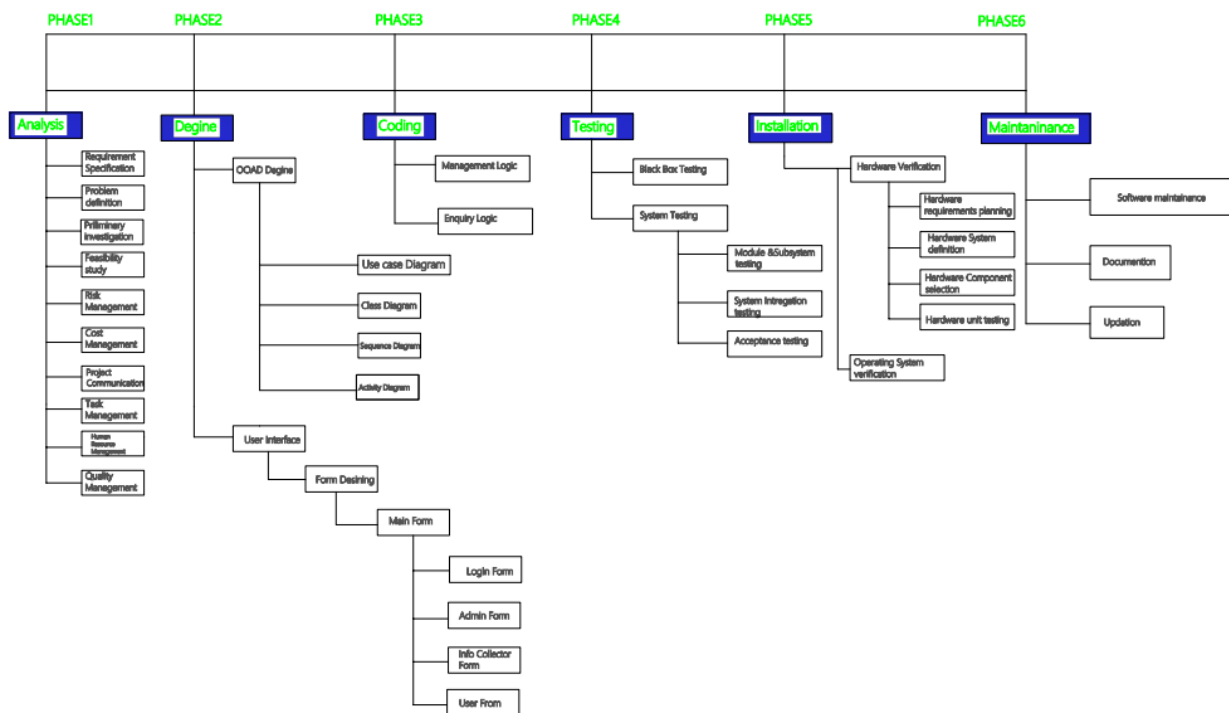 PHASE1
PHASE2
PHASE3
PHASE4
PHASE5
PHASE6
Analysis
Requirement
Specification
Problem
definition
Priliminary
investigation
Feasibility
study
Risk
Management
Cost
Management
Project
Communication
Task
Management
Human
Resource
Management
Quality
Management
Degine
OOAD Degine
Use case Diagram
Class Diagram
Sequence Diagram
Activity Diagram
User Interface
Form Desining
Main Form
Login Form
Admin Form
Info Collector
Form
User From
Coding
Management Logic
Enquiry Logic
Testing
Black Box Testing
System Testing
Module &Subsystem
testing
System Intregation
testing
Acceptance testing
Installation
Hardware Verification
Hardware
requirements planning
Hardware System
definition
Hardware Component
selection
Hardware unit testing
Operating System
verification
Maintaninance
Software maintainance
Documention
Updation